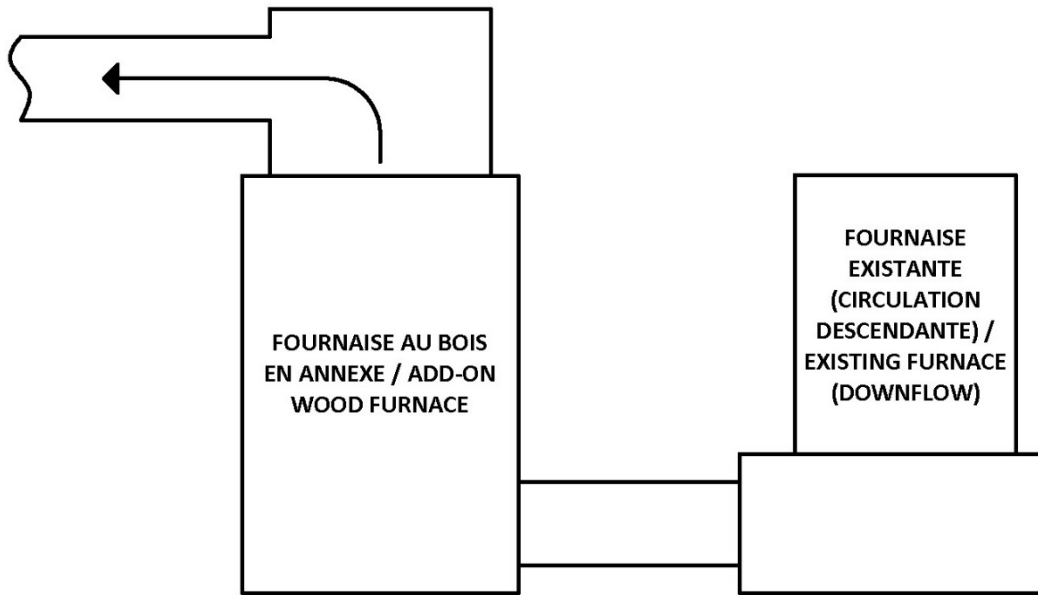 FOURNAISE AU BOIS
EN ANNEXE / ADD-ON
WOOD FURNACE
FOURNAISE
EXISTANTE
(CIRCULATION
DESCENDANTE) /
EXISTING FURNACE
(DOWNFLOW)